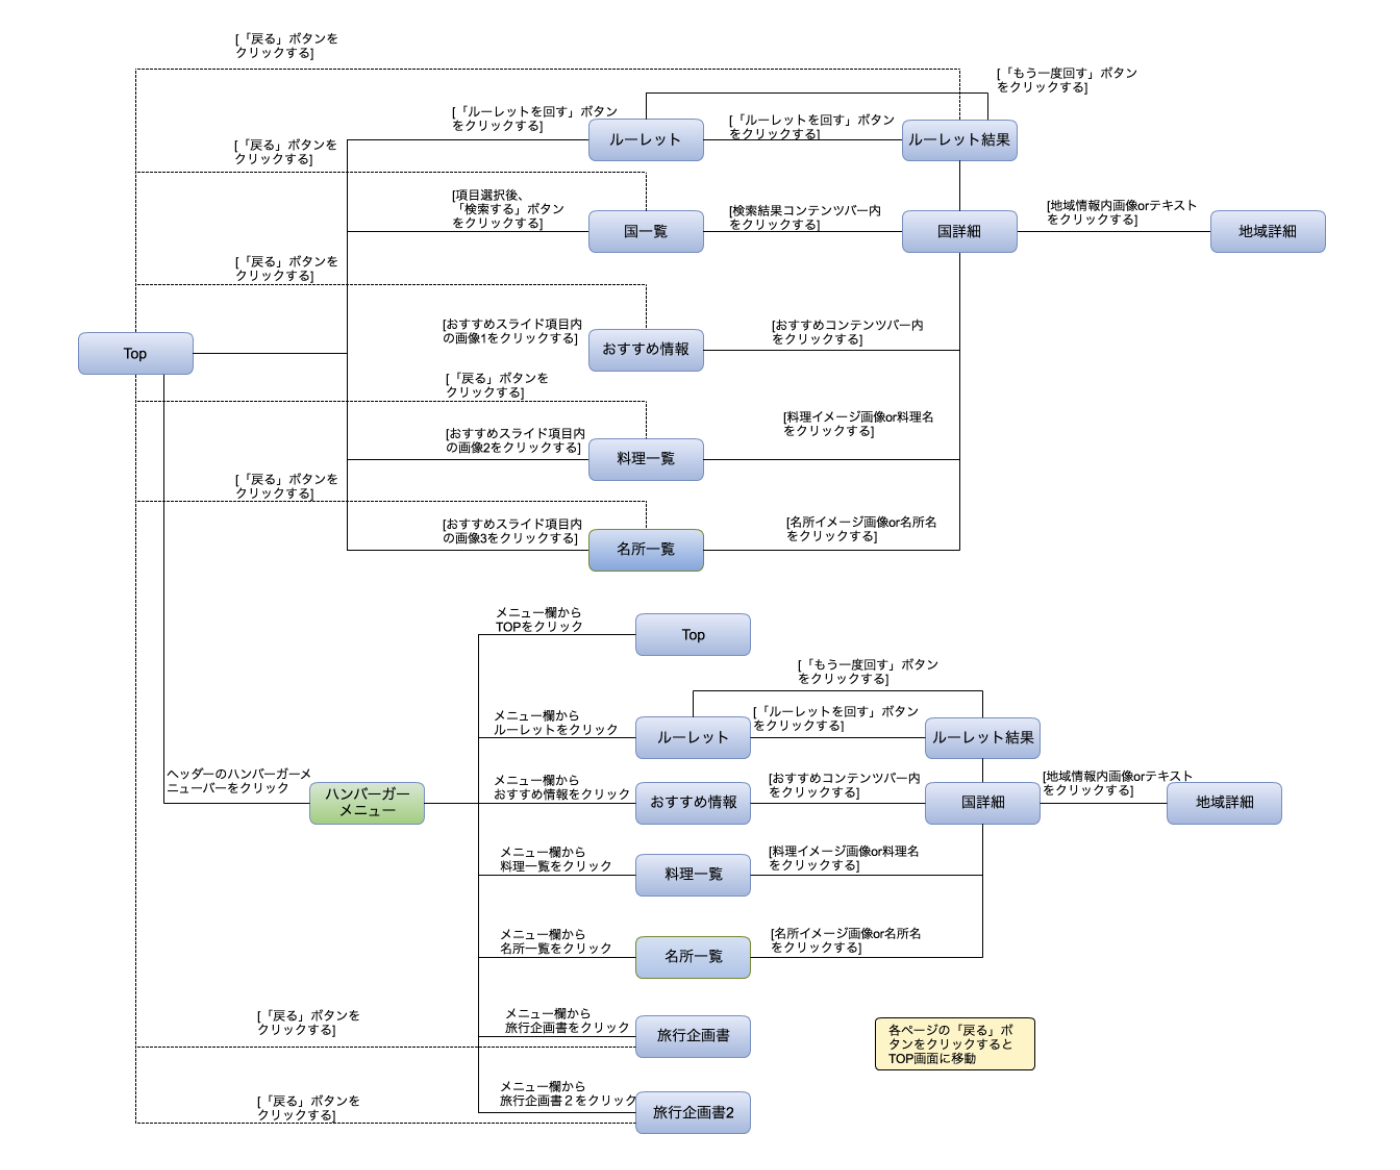 [「戻る」ボタンを
クリックする]
[「もう一度回す」ボタン
をクリックする]
[「ルーレットを回す」ボタン
をクリックする]
ルーレット
[「ルーレットを回す」ボタン
をクリックする]
ルーレット結果
[「戻る」ボタンを
クリックする]
[項目選択後、
「検索する」ボタン
をクリックする]
国一覧
[検索結果コンテンツバー内
をクリックする]
国詳細
[地域情報内画像orテキスト
をクリックする]
地域詳細
[「戻る」ボタンを
クリックする]
[おすすめスライド項目内
の画像1をクリックする]
おすすめ情報
[おすすめコンテンツバー内
をクリックする]
Top
[「戻る」ボタンを
クリックする]
[おすすめスライド項目内
の画像2をクリックする]
料理一覧
[料理イメージ画像or料理名
をクリックする]
[「戻る」ボタンを
クリックする]
[おすすめスライド項目内
の画像3をクリックする]
名所一覧
[名所イメージ画像or名所名
をクリックする]
メニュー欄から
TOPをクリック
Top
[「もう一度回す」ボタン
をクリックする]
メニュー欄から
ルーレットをクリック
ルーレット
[「ルーレットを回す」ボタン
をクリックする]
ルーレット結果
ヘッダーのハンバーガーメ
ニューバーをクリック
ハンバーガー
メニュー
メニュー欄から
おすすめ情報をクリック
おすすめ情報
[おすすめコンテンツバー内
をクリックする]
国詳細
[地域情報内画像orテキスト
をクリックする]
地域詳細
メニュー欄から
料理一覧をクリック
料理一覧
[料理イメージ画像or料理名
をクリックする]
メニュー欄から
名所一覧をクリック
名所一覧
[名所イメージ画像or名所名
をクリックする]
[「戻る」ボタンを
クリックする]
メニュー欄から
旅行企画書をクリック
旅行企画書
各ページの「戻る」ボ
タンをクリックすると
TOP画面に移動
[「戻る」ボタンを
クリックする]
メニュー欄から
旅行企画書２をクリック
旅行企画書2